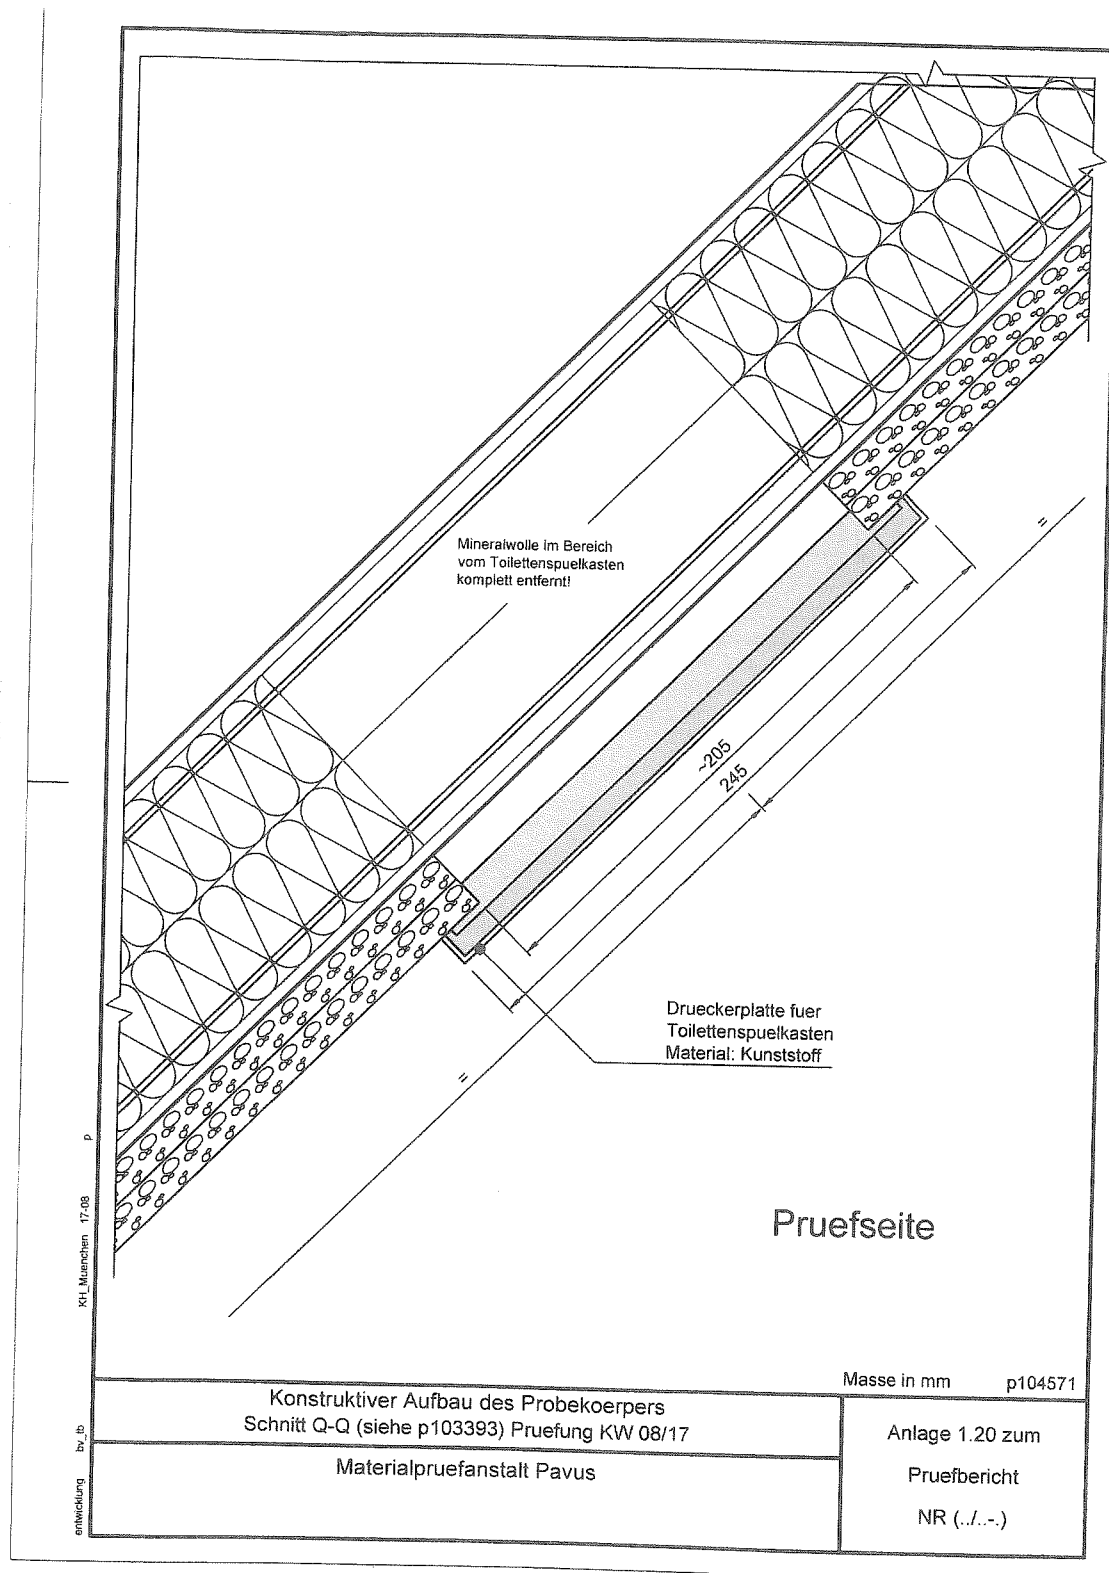 Mineralwolle im Bereich
vom Toilettenspuelkasten
komplett entfernt!
=
~205
245
Drueckerplatte fuer
Toilettenspuelkasten
Material: Kunststoff
=
Pruefseite
p
KH_Muenchen 17-08
bv_tb
entwicklung
Masse in mm
p104571
Konstruktiver Aufbau des Probekoerpers
Schnitt Q-Q (siehe p103393) Pruefung KW 08/17
Materialpruefanstalt Pavus
Anlage 1.20 zum
Pruefbericht
NR (../..-.)